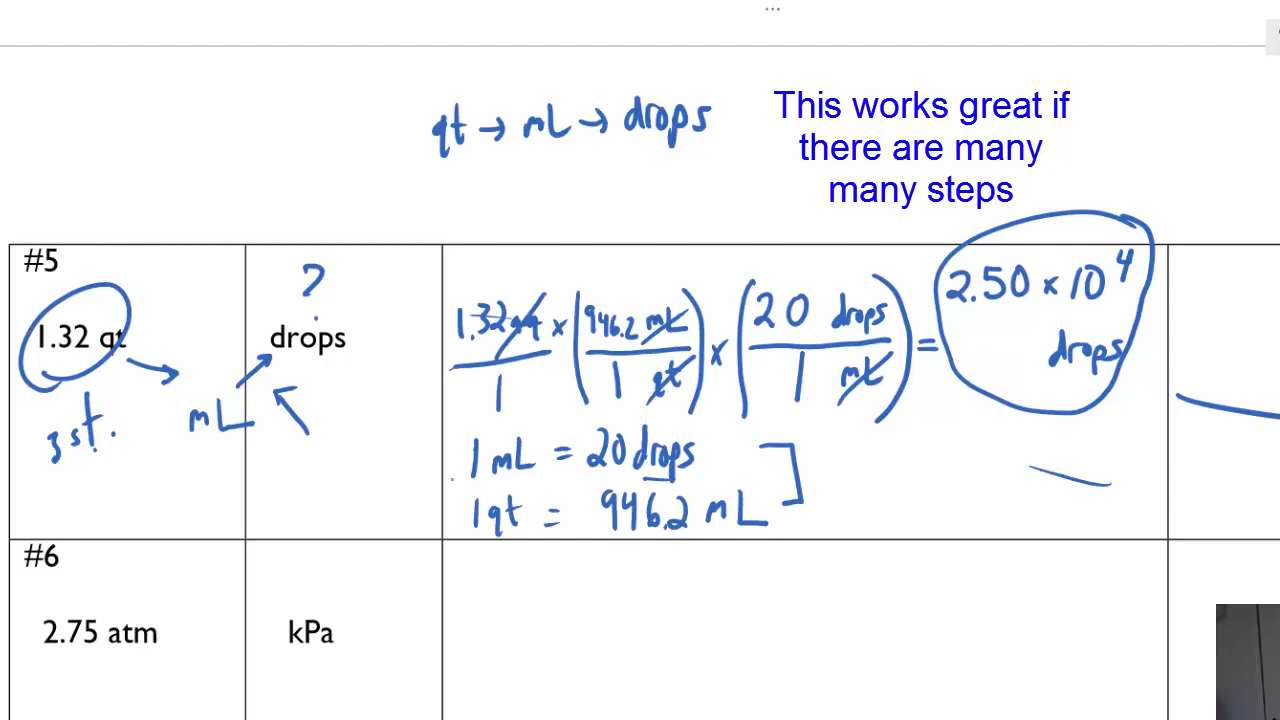 qt → mL → drops
This works great if
there are many
many steps
#5
1.32 qt
3 s.f.
mL
?
drops
1.32 qt/1 × (946.2 mL/1 qt) × (20 drops/1 mL) = 2.50 × 10⁴ drops
1 mL = 20 drops
1 qt = 946.2 mL
#6
2.75 atm
kPa